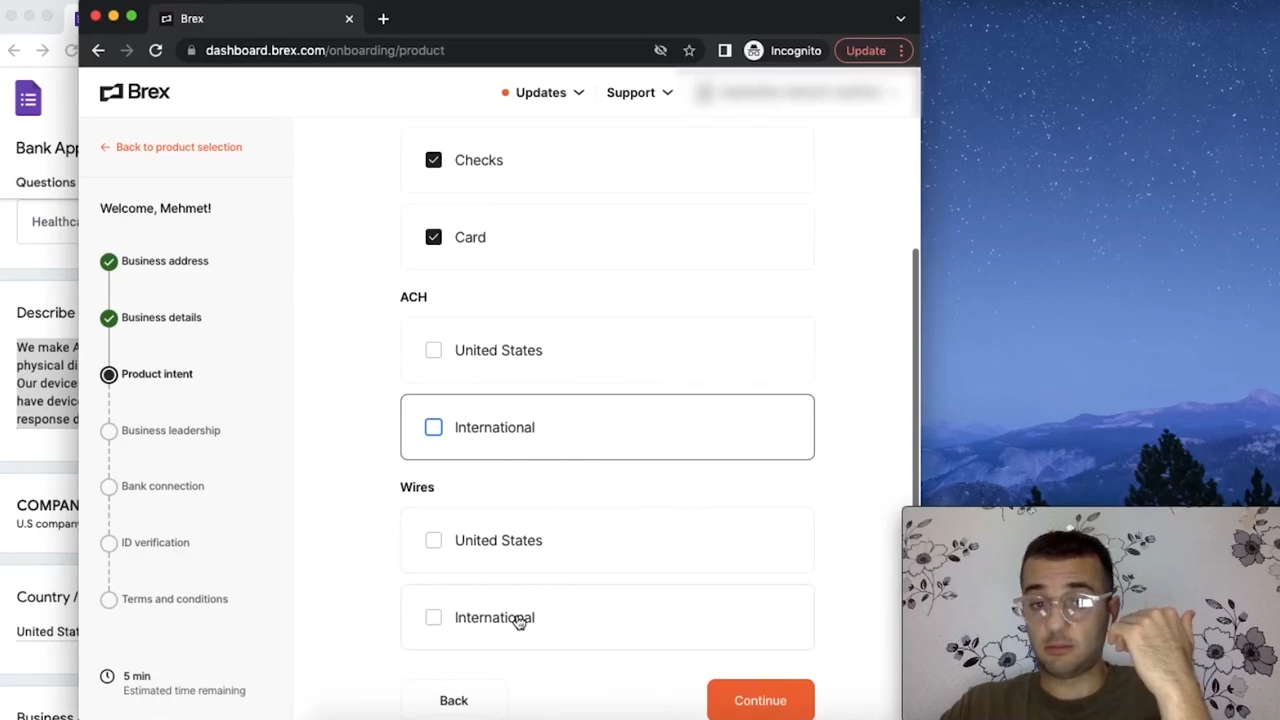 Brex
dashboard.brex.com/onboarding/product
Incognito
Update
Brex
Updates
Support
Bank App
Questions
Healthca
Describe
We make A
physical di
Our device
have device
response d
COMPAN
U.S company
Country /
United Stat
Business
Back to product selection
Welcome, Mehmet!
Business address
Business details
Product intent
Business leadership
Bank connection
ID verification
Terms and conditions
5 min
Estimated time remaining
Checks
Card
ACH
United States
International
Wires
United States
International
Back
Continue